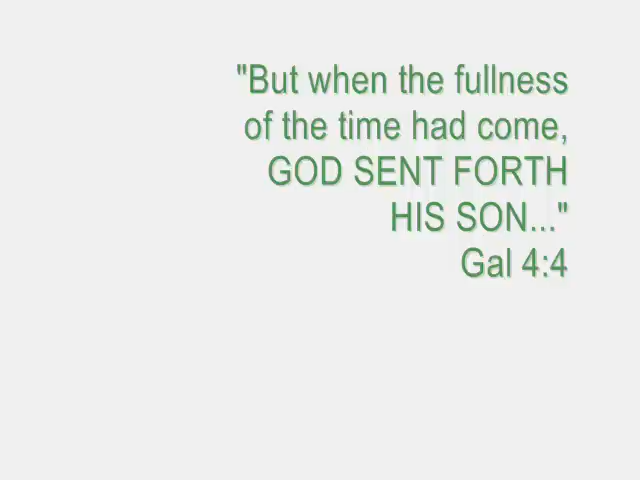 "But when the fullness
of the time had come,
GOD SENT FORTH
HIS SON..."
Gal 4:4